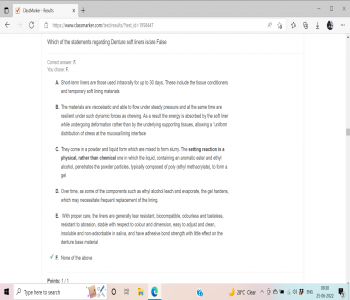 ClassMarker - Results
https://www.classmarker.com/test/results/?test_id=1959447
Which of the statements regarding Denture soft liners is/are False
Correct answer: F.
You chose: F.
A. Short-term liners are those used intraorally for up to 30 days. These include the tissue conditioners
and temporary soft lining materials
B. The materials are viscoelastic and able to flow under steady pressure and at the same time are
resilient under such dynamic forces as chewing. As a result the energy is absorbed by the soft liner
while undergoing deformation rather than by the underlying supporting tissues, allowing a 'uniform
distribution of stress at the mucosal/lining interface
C. They come in a powder and liquid form which are mixed to form slurry. The setting reaction is a
physical, rather than chemical one in which the liquid, containing an aromatic ester and ethyl
alcohol, penetrates the powder particles, typically composed of poly (ethyl methacrylate), to form a
gel
D. Over time, as some of the components such as ethyl alcohol leach and evaporate, the gel hardens,
which may necessitate frequent replacement of the lining.
E. With proper care, the liners are generally tear resistant, biocompatible, odourless and tasteless,
resistant to abrasion, stable with respect to colour and dimension, easy to adjust and clean,
insoluble and non-adsorbable in saliva, and have adhesive bond strength with little effect on the
denture base material
F. None of the above
Points: 1 / 1
Type here to search
28°C Clear
ENG
00:30
25-06-2022